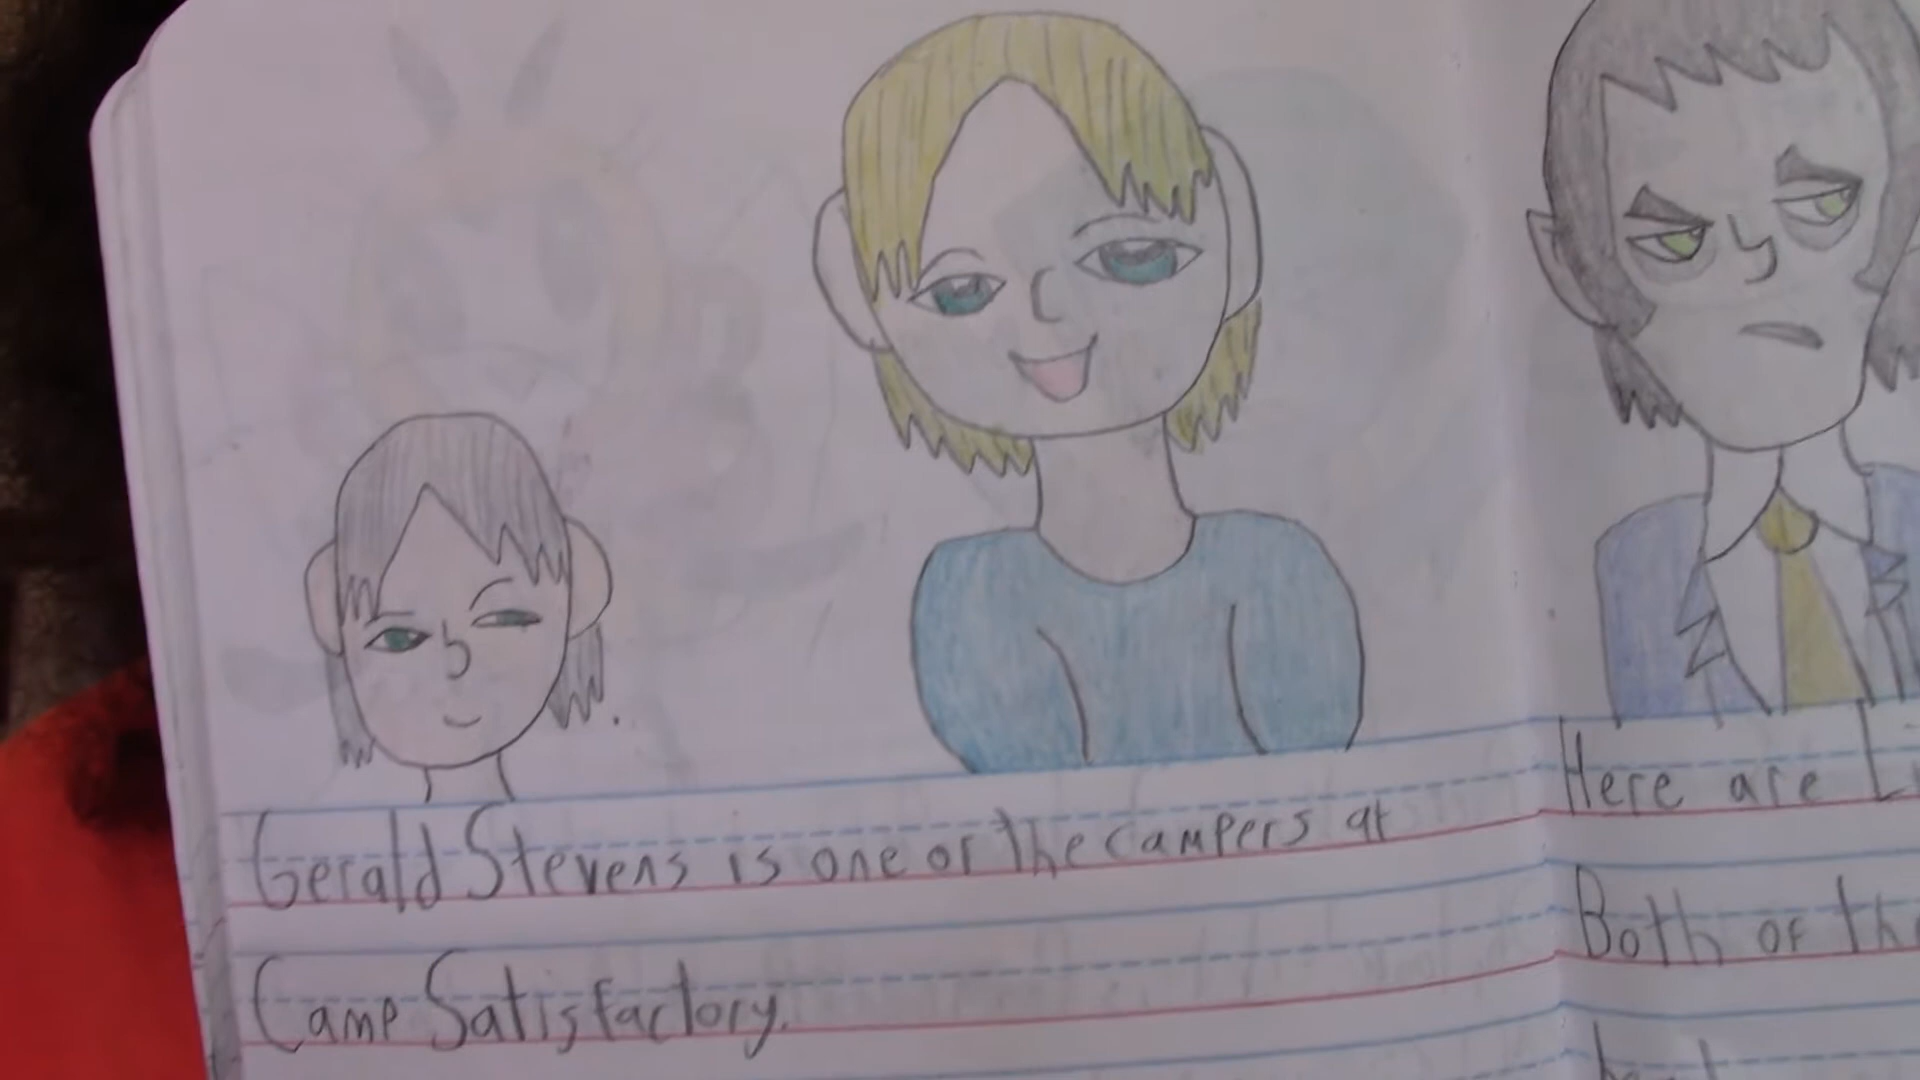 Gerald Stevens is one of The campers at
Camp Satisfactory.
Here are
Both of